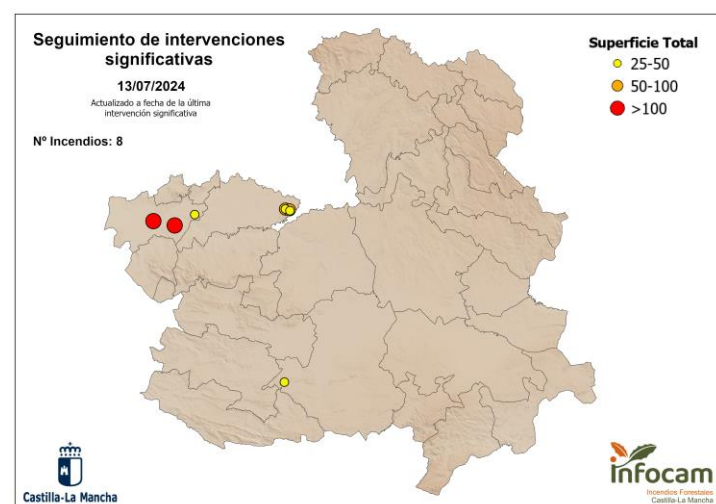 Seguimiento de intervenciones
significativas
13/07/2024
Actualizado a fecha de la última
intervención significativa
Nº Incendios: 8
Superficie Total
25-50
50-100
>100
Castilla-La Mancha
infocam
Incendios Forestales
Castilla-La Mancha